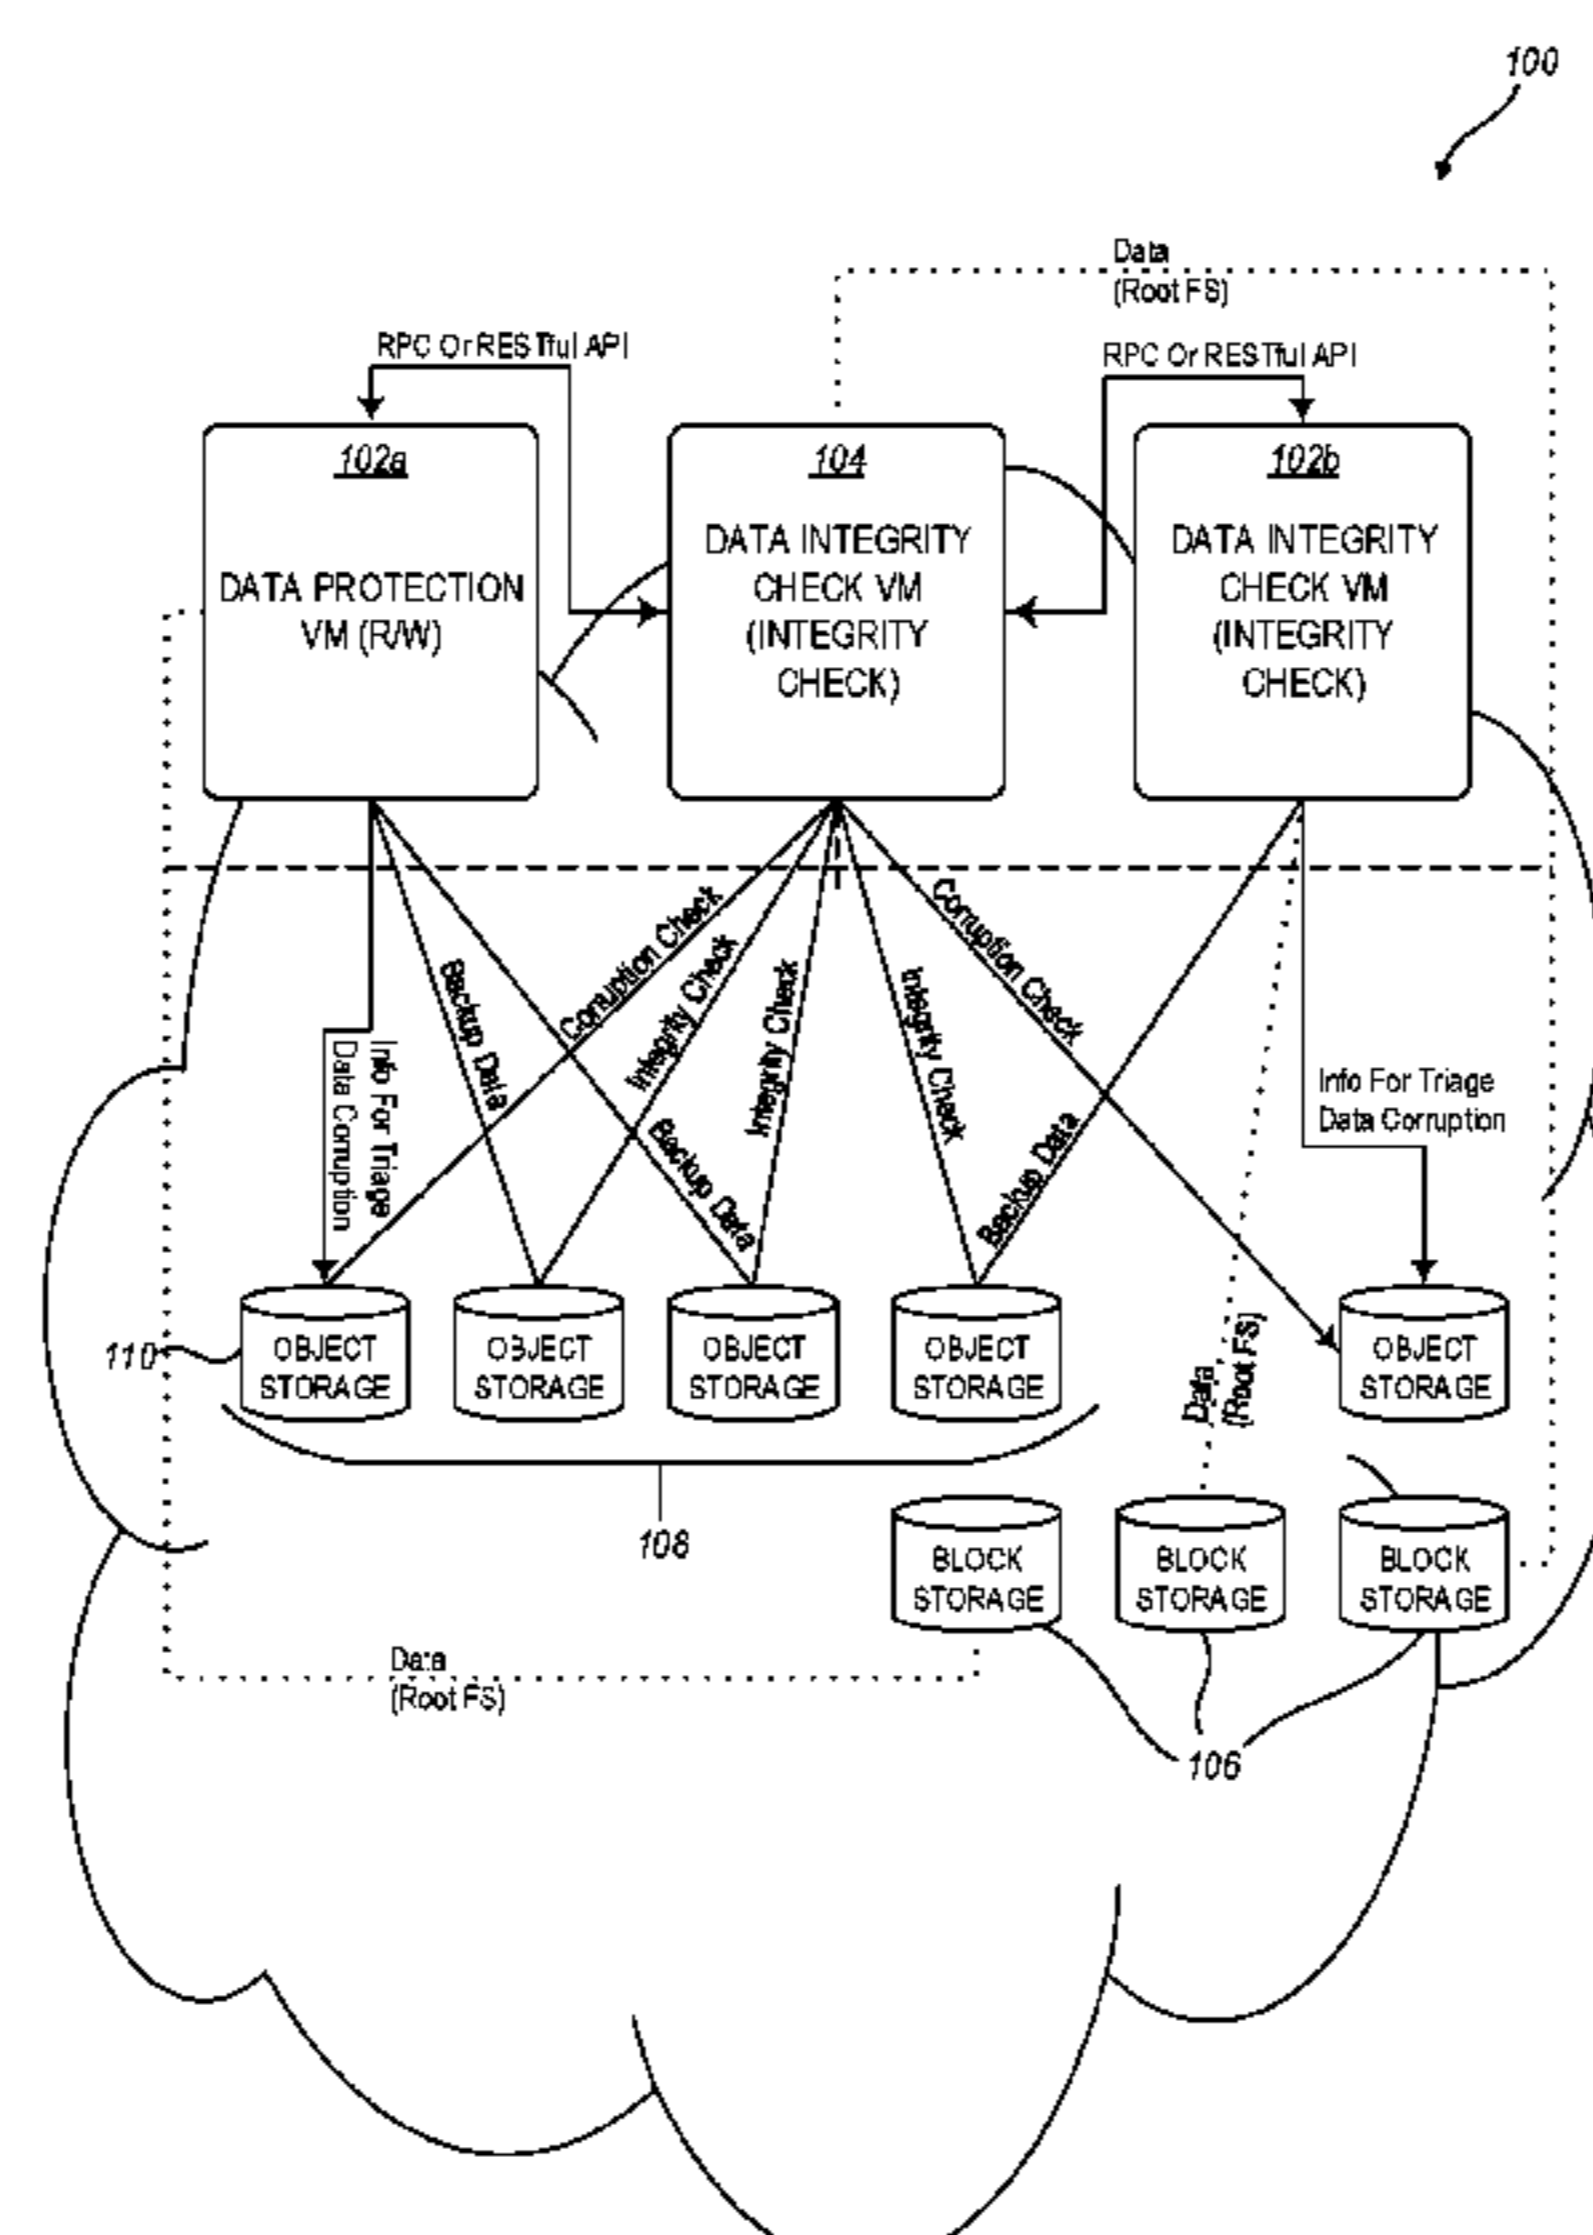 100
Data
(Root FS)
RPC Or RESTful API
RPC Or RESTful API
102a
DATA PROTECTION
VM (R/W)
104
DATA INTEGRITY
CHECK VM
(INTEGRITY
CHECK)
102b
DATA INTEGRITY
CHECK VM
(INTEGRITY
CHECK)
Corruption Check
Integrity Check
Integrity Check
Integrity Check
Corruption Check
Backup Data
Backup Data
Backup Data
Info For Triage
Data Corruption
Info For Triage
Data Corruption
110
OBJECT
STORAGE
OBJECT
STORAGE
OBJECT
STORAGE
OBJECT
STORAGE
Data
(Root FS)
OBJECT
STORAGE
108
BLOCK
STORAGE
BLOCK
STORAGE
BLOCK
STORAGE
Data
(Root FS)
106